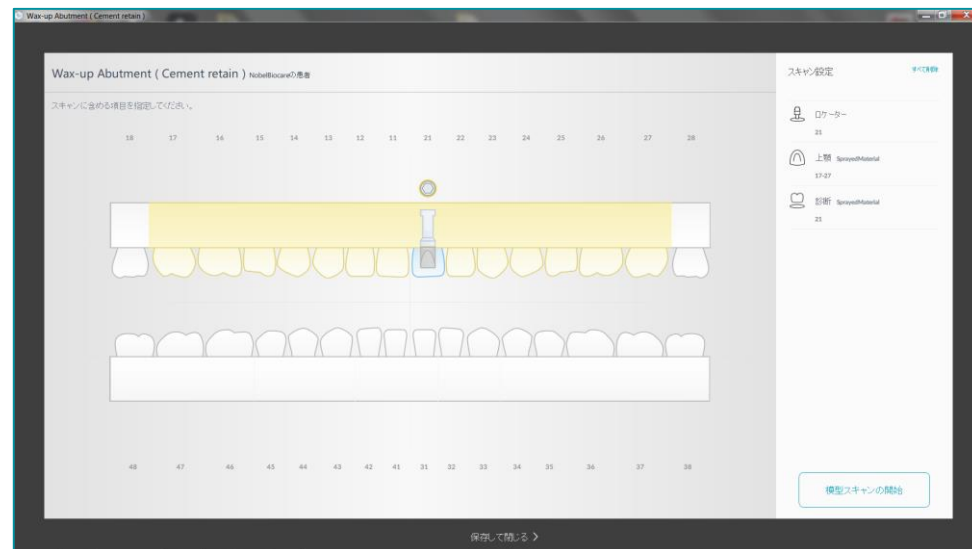 Wax-up Abutment ( Cement retain )
Wax-up Abutment ( Cement retain ) NobelBiocareの患者
スキャンに含める項目を指定してください。
18 17 16 15 14 13 12 11 21 22 23 24 25 26 27 28
48 47 46 45 44 43 42 41 31 32 33 34 35 36 37 38
スキャン設定
すべて削除
ロケーター
21
上顎 SprayedMaterial
17-27
診断 SprayedMaterial
21
模型スキャンの開始
保存して閉じる